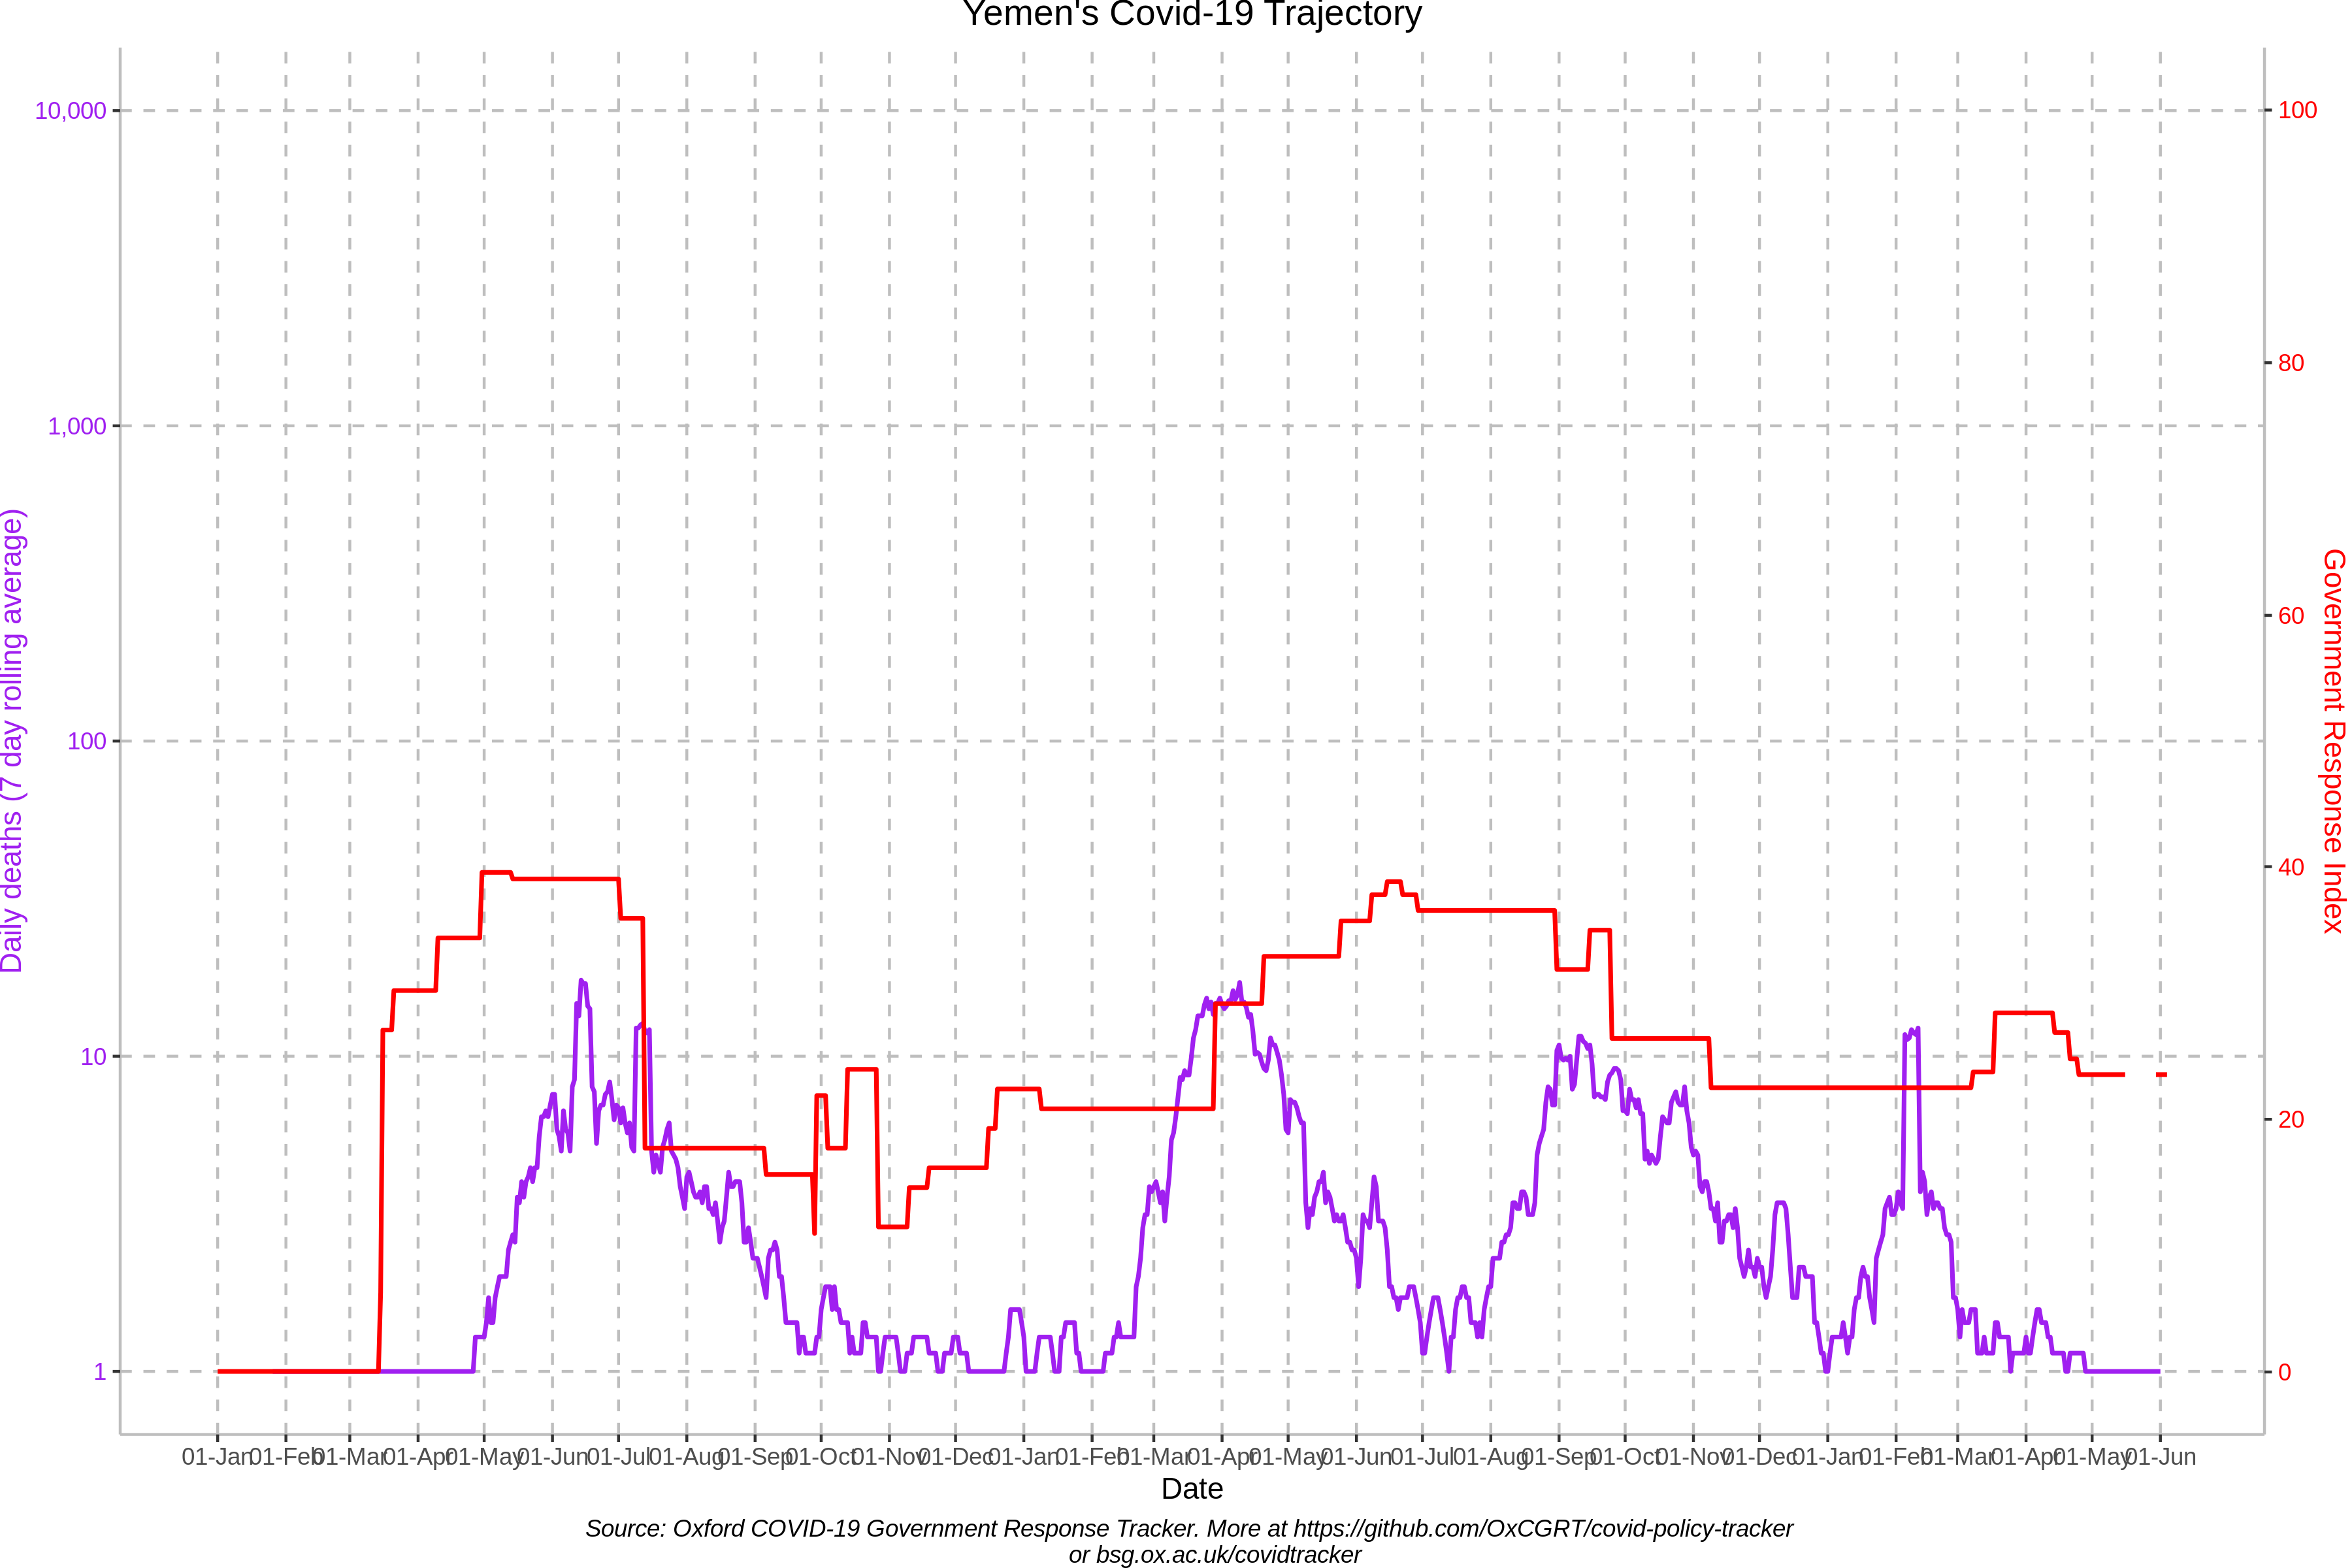 Yemen's Covid-19 Trajectory
Daily deaths (7 day rolling average)
10,000
1,000
100
10
1
100
80
60
40
20
0
Government Response Index
01-Jan 01-Feb 01-Mar 01-Apr 01-May 01-Jun 01-Jul 01-Aug 01-Sep 01-Oct 01-Nov 01-Dec 01-Jan 01-Feb 01-Mar 01-Apr 01-May 01-Jun 01-Jul 01-Aug 01-Sep 01-Oct 01-Nov 01-Dec 01-Jan 01-Feb 01-Mar 01-Apr 01-May 01-Jun
Date
Source: Oxford COVID-19 Government Response Tracker. More at https://github.com/OxCGRT/covid-policy-tracker
or bsg.ox.ac.uk/covidtracker